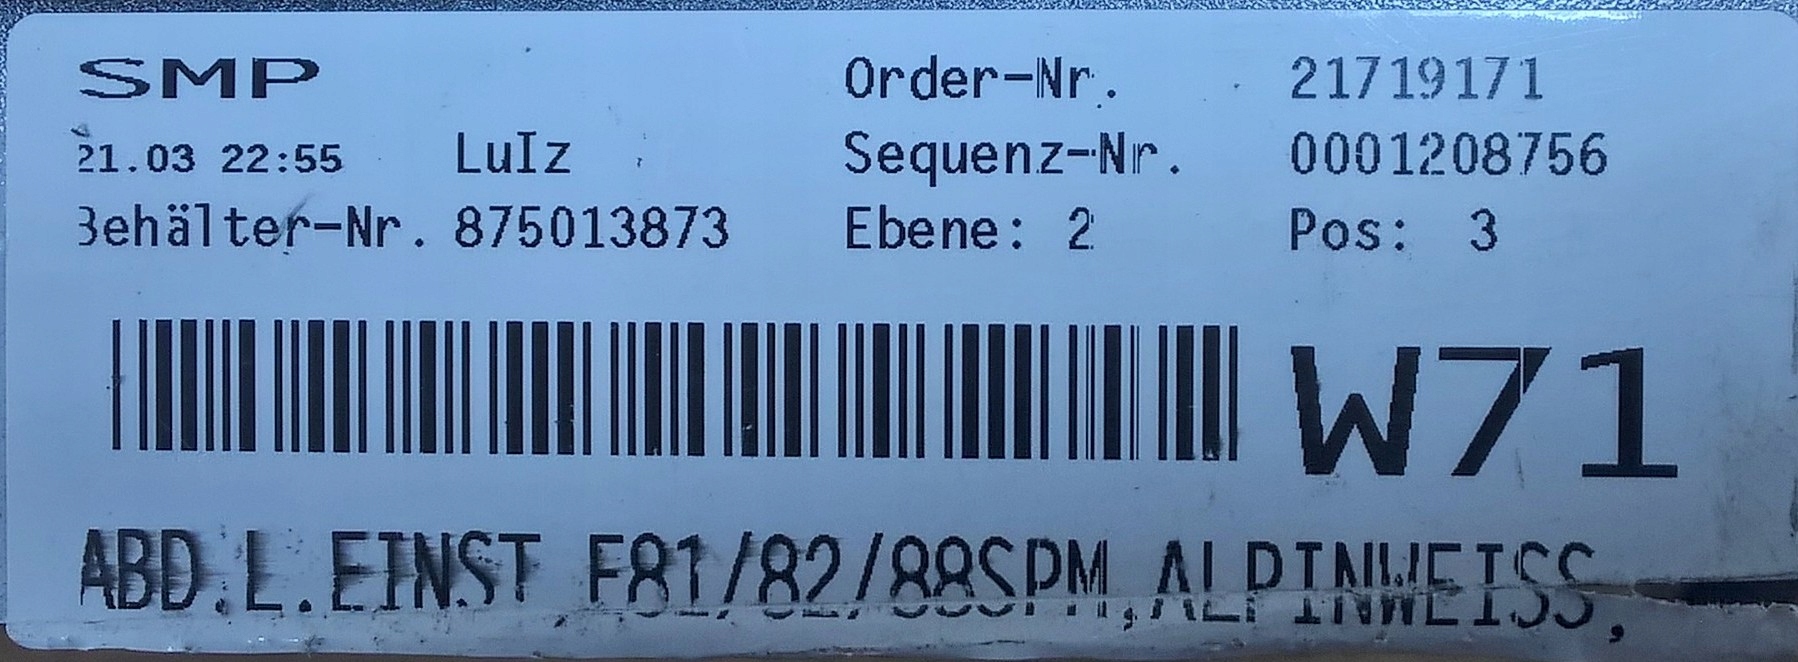 SMP Order-Nr. 21719171
21.03 22:55 LuIz Sequenz-Nr. 0001208756
Behälter-Nr. 875013873 Ebene: 2 Pos: 3
W71
ABD.L.EINST F81/82/88SPM,ALPINWEISS,